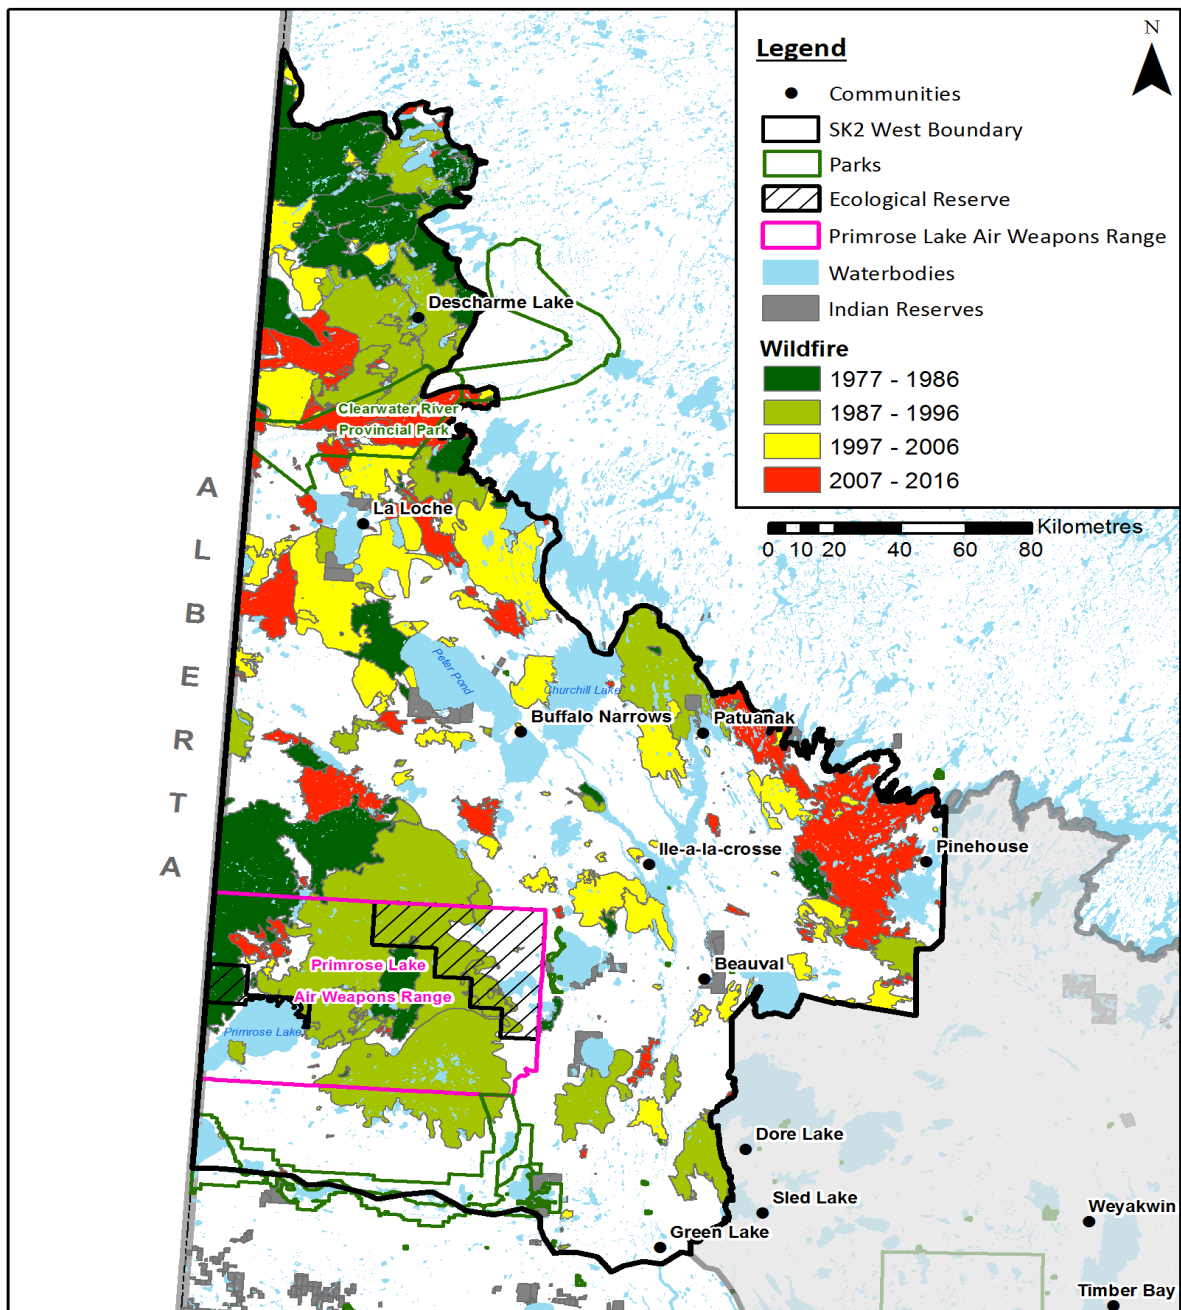 N
Legend
Communities
SK2 West Boundary
Parks
Ecological Reserve
Primrose Lake Air Weapons Range
Waterbodies
Indian Reserves
Wildfire
1977 - 1986
1987 - 1996
1997 - 2006
2007 - 2016
Kilometres
0 10 20 40 60 80
Descharme Lake
Clearwater River
Provincial Park
La Loche
ALBERTA
Peter Pond
Churchill Lake
Buffalo Narrows
Patuanak
Ile-a-la-crosse
Pinehouse
Primrose Lake
Air Weapons Range
Beauval
Primrose Lake
Dore Lake
Sled Lake
Weyakwin
Green Lake
Timber Bay